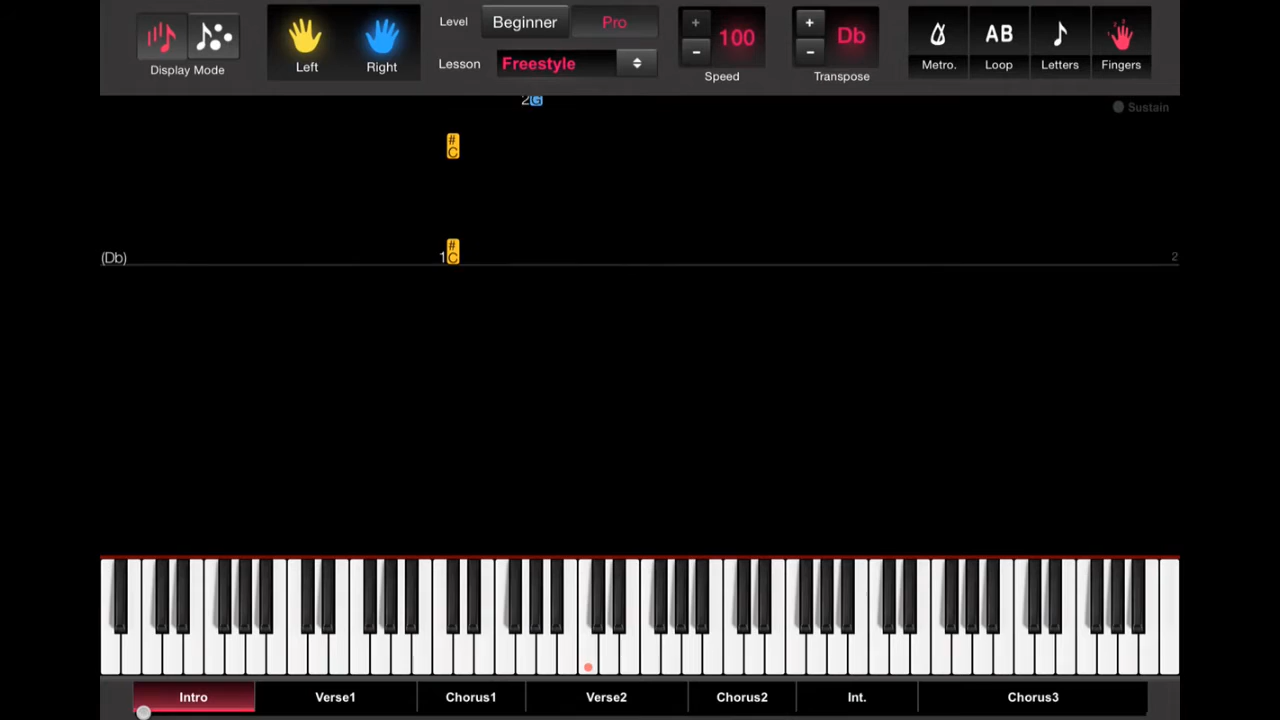 Level Beginner Pro
Lesson Freestyle
Display Mode
Left Right
+ - 100
Speed
+ - Db
Transpose
Metro. AB Loop Letters Fingers
2G
Sustain
#
C
(Db) 1 #
C 2
Intro Verse1 Chorus1 Verse2 Chorus2 Int. Chorus3